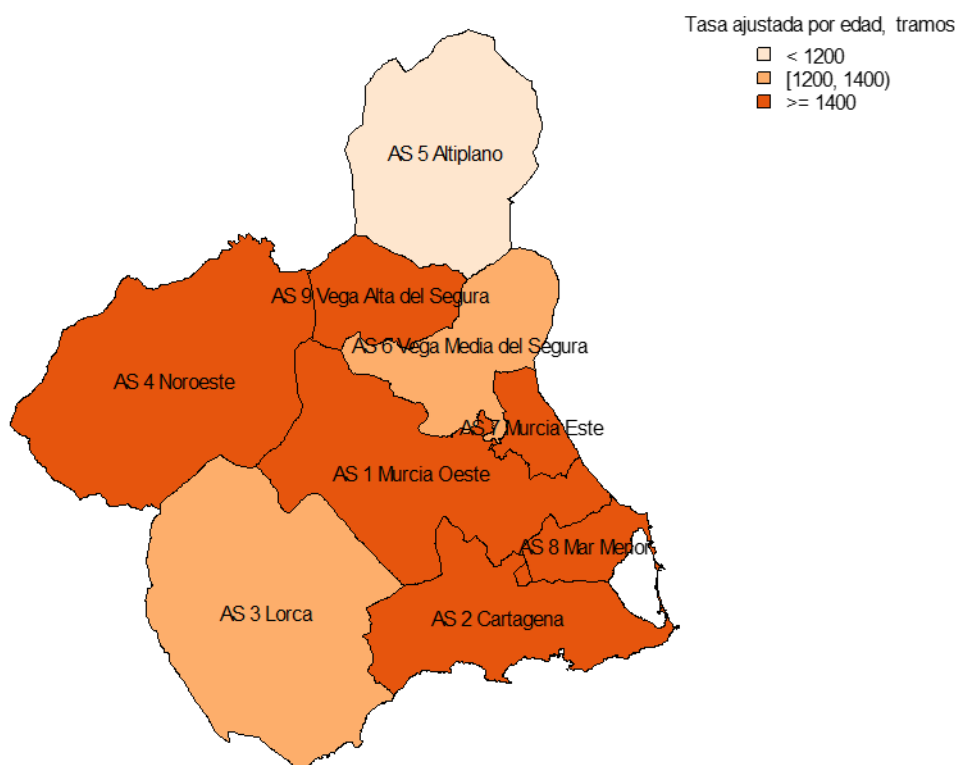 Tasa ajustada por edad, tramos
< 1200
[1200, 1400)
>= 1400
AS 5 Altiplano
AS 9 Vega Alta del Segura
AS 6 Vega Media del Segura
AS 4 Noroeste
AS 7 Murcia Este
AS 1 Murcia Oeste
AS 8 Mar Menor
AS 3 Lorca
AS 2 Cartagena